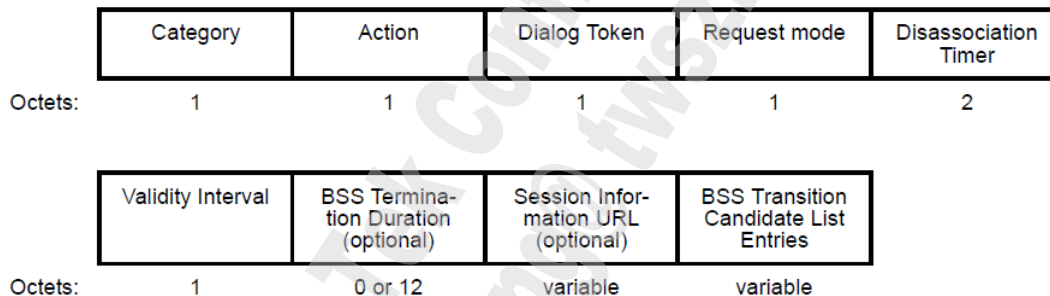 Category Action Dialog Token Request mode Disassociation
Timer
Octets: 1 1 1 1 2
Validity Interval BSS Termina- Session Infor- BSS Transition
tion Duration mation URL Candidate List
(optional) (optional) Entries
Octets: 1 0 or 12 variable variable